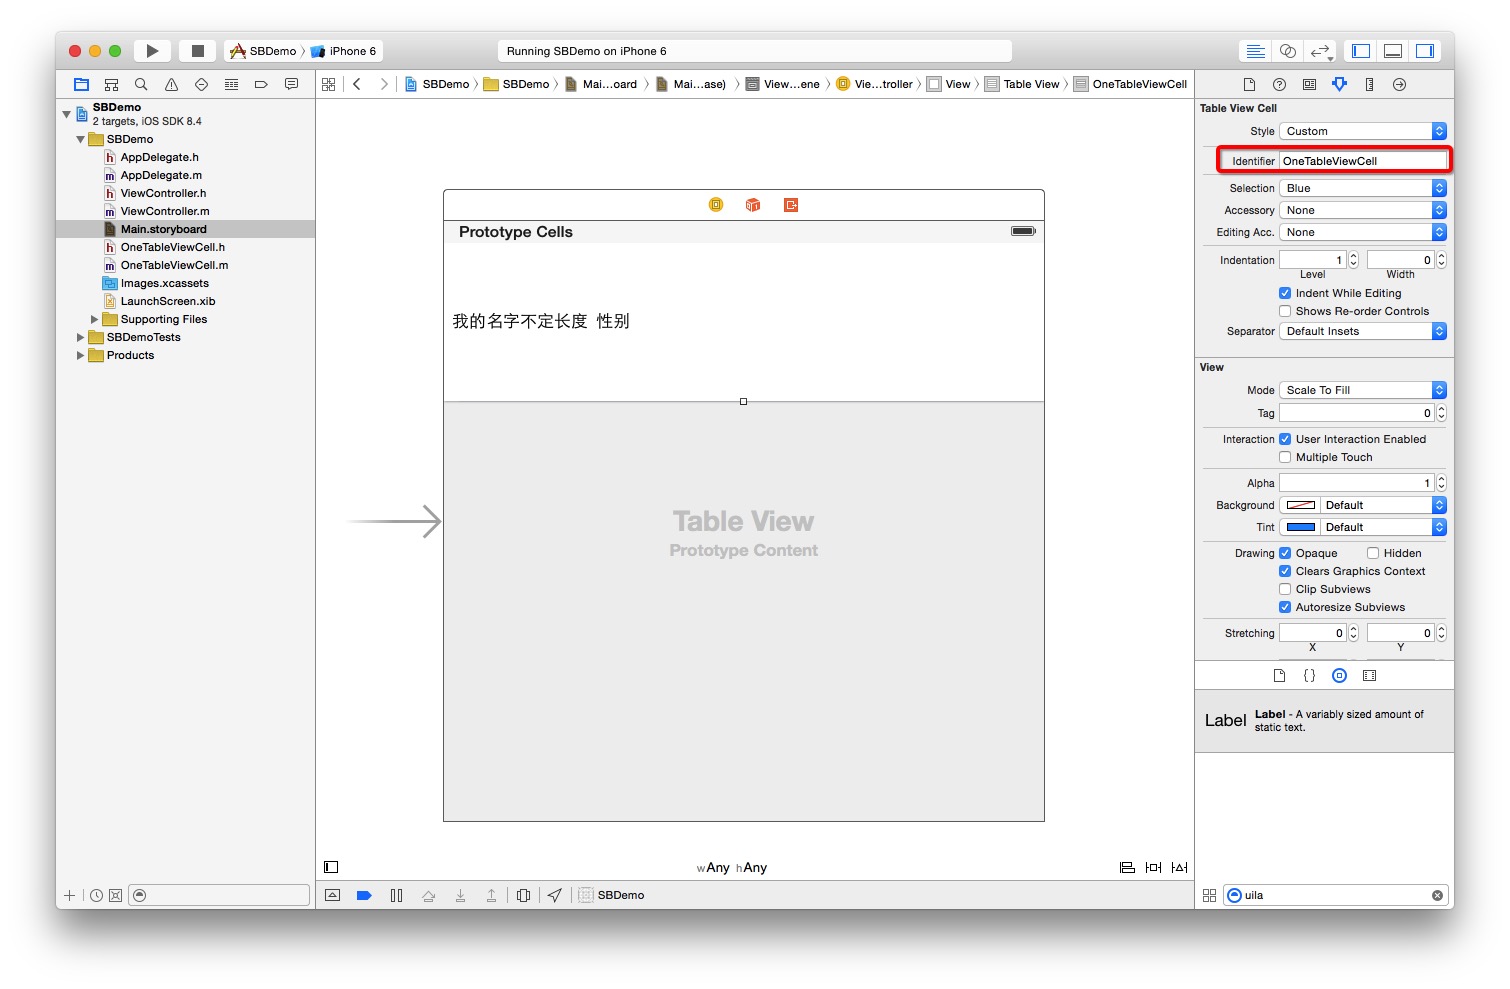 SBDemo 〉 iPhone 6
Running SBDemo on iPhone 6
SBDemo 〉 SBDemo 〉 Mai...oard 〉 Mai...ase) 〉 View...ene 〉 Vie...troller 〉 View 〉 Table View 〉 OneTableViewCell
SBDemo
2 targets, iOS SDK 8.4
SBDemo
AppDelegate.h
AppDelegate.m
ViewController.h
ViewController.m
Main.storyboard
OneTableViewCell.h
OneTableViewCell.m
Images.xcassets
LaunchScreen.xib
Supporting Files
SBDemoTests
Products
Prototype Cells
我的名字不定长度 性别
Table View
Prototype Content
wAny hAny
SBDemo
Table View Cell
Style Custom
Identifier OneTableViewCell
Selection Blue
Accessory None
Editing Acc. None
Indentation 1 0
Level Width
Indent While Editing
Shows Re-order Controls
Separator Default Insets
View
Mode Scale To Fill
Tag 0
Interaction User Interaction Enabled
Multiple Touch
Alpha 1
Background Default
Tint Default
Drawing Opaque Hidden
Clears Graphics Context
Clip Subviews
Autoresize Subviews
Stretching 0 0
X Y
{}
Label Label - A variably sized amount of
static text.
uila